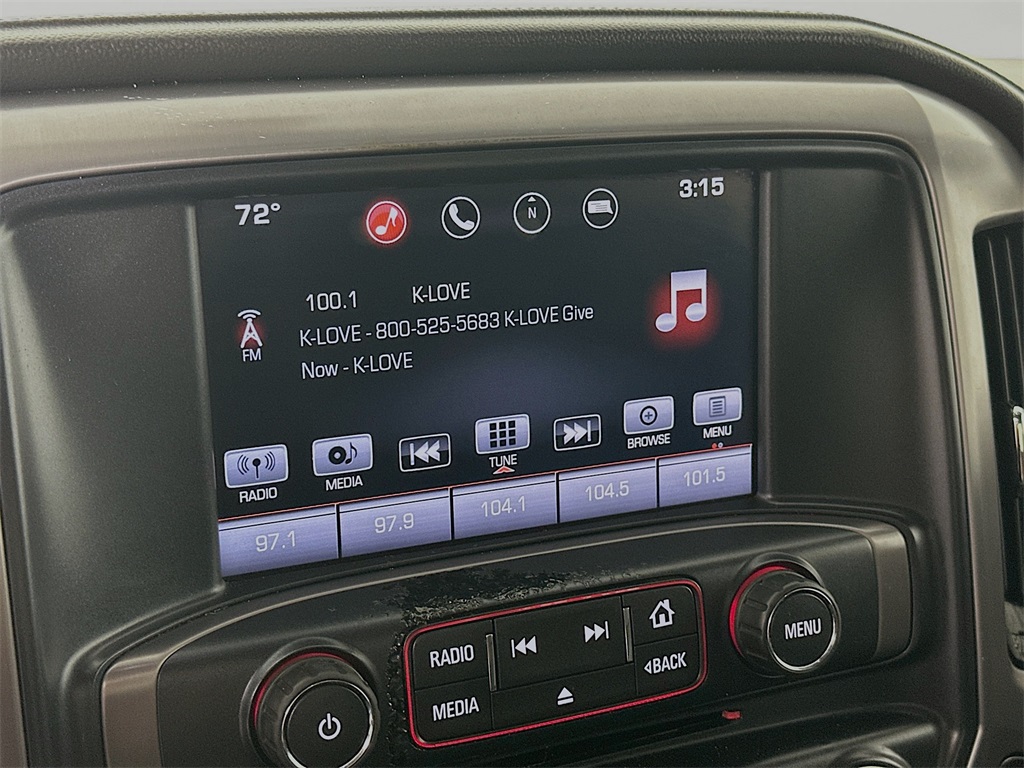 72° N 3:15
100.1 K-LOVE
K-LOVE - 800-525-5683 K-LOVE Give
Now - K-LOVE
FM
RADIO MEDIA TUNE BROWSE MENU
97.1 97.9 104.1 104.5 101.5
RADIO
MEDIA
BACK
MENU